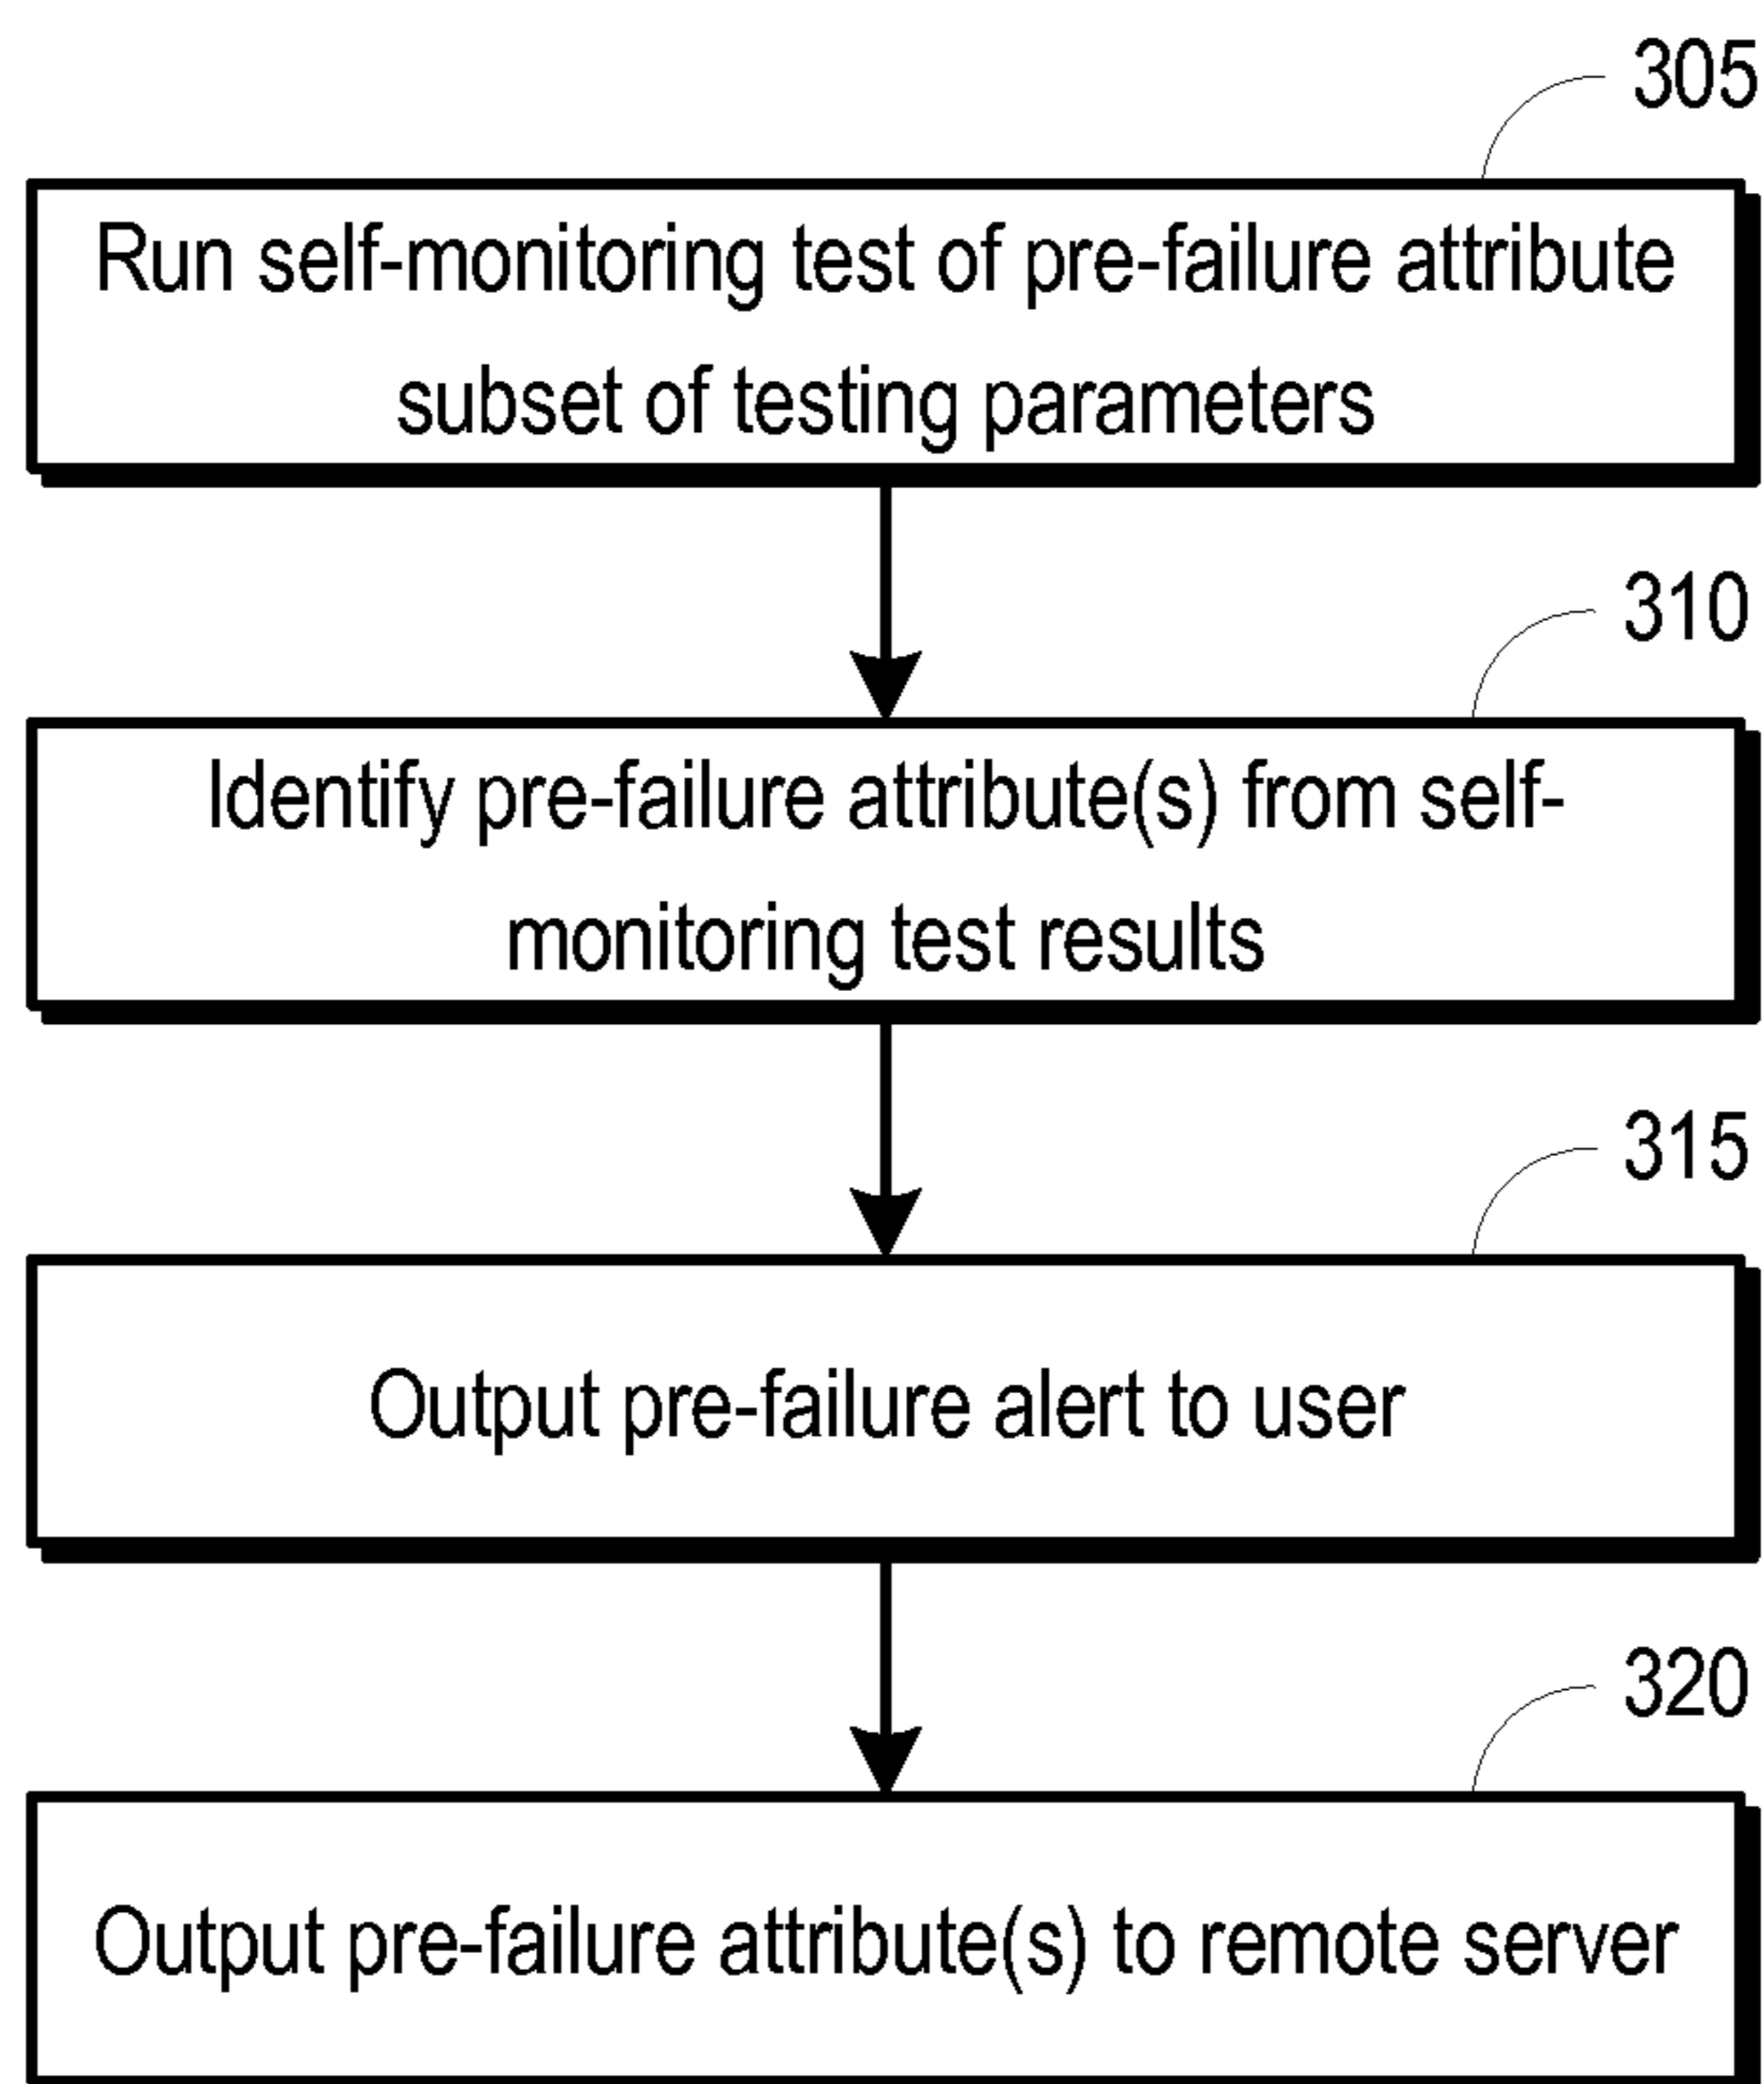 305
Run self-monitoring test of pre-failure attribute
subset of testing parameters
310
Identify pre-failure attribute(s) from self-
monitoring test results
315
Output pre-failure alert to user
320
Output pre-failure attribute(s) to remote server